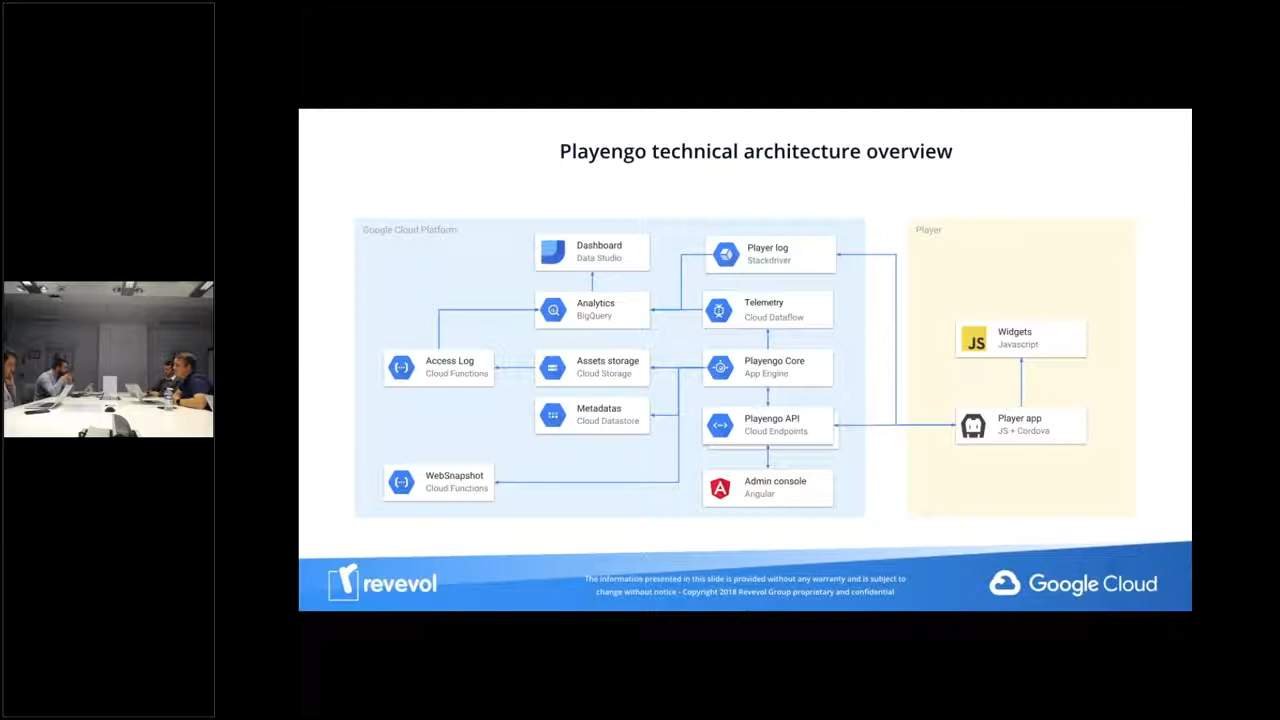 Playengo technical architecture overview
Google Cloud Platform
Player
Dashboard
Data Studio
Player log
Stackdriver
Analytics
BigQuery
Telemetry
Cloud Dataflow
Widgets
Javascript
JS
Access Log
Cloud Functions
Assets storage
Cloud Storage
Playengo Core
App Engine
Metadatas
Cloud Datastore
Playengo API
Cloud Endpoints
Player app
JS + Cordova
WebSnapshot
Cloud Functions
Admin console
Angular
revevol
The information presented in this slide is provided without any warranty and is subject to
change without notice - Copyright 2018 Revevol Group proprietary and confidential
Google Cloud